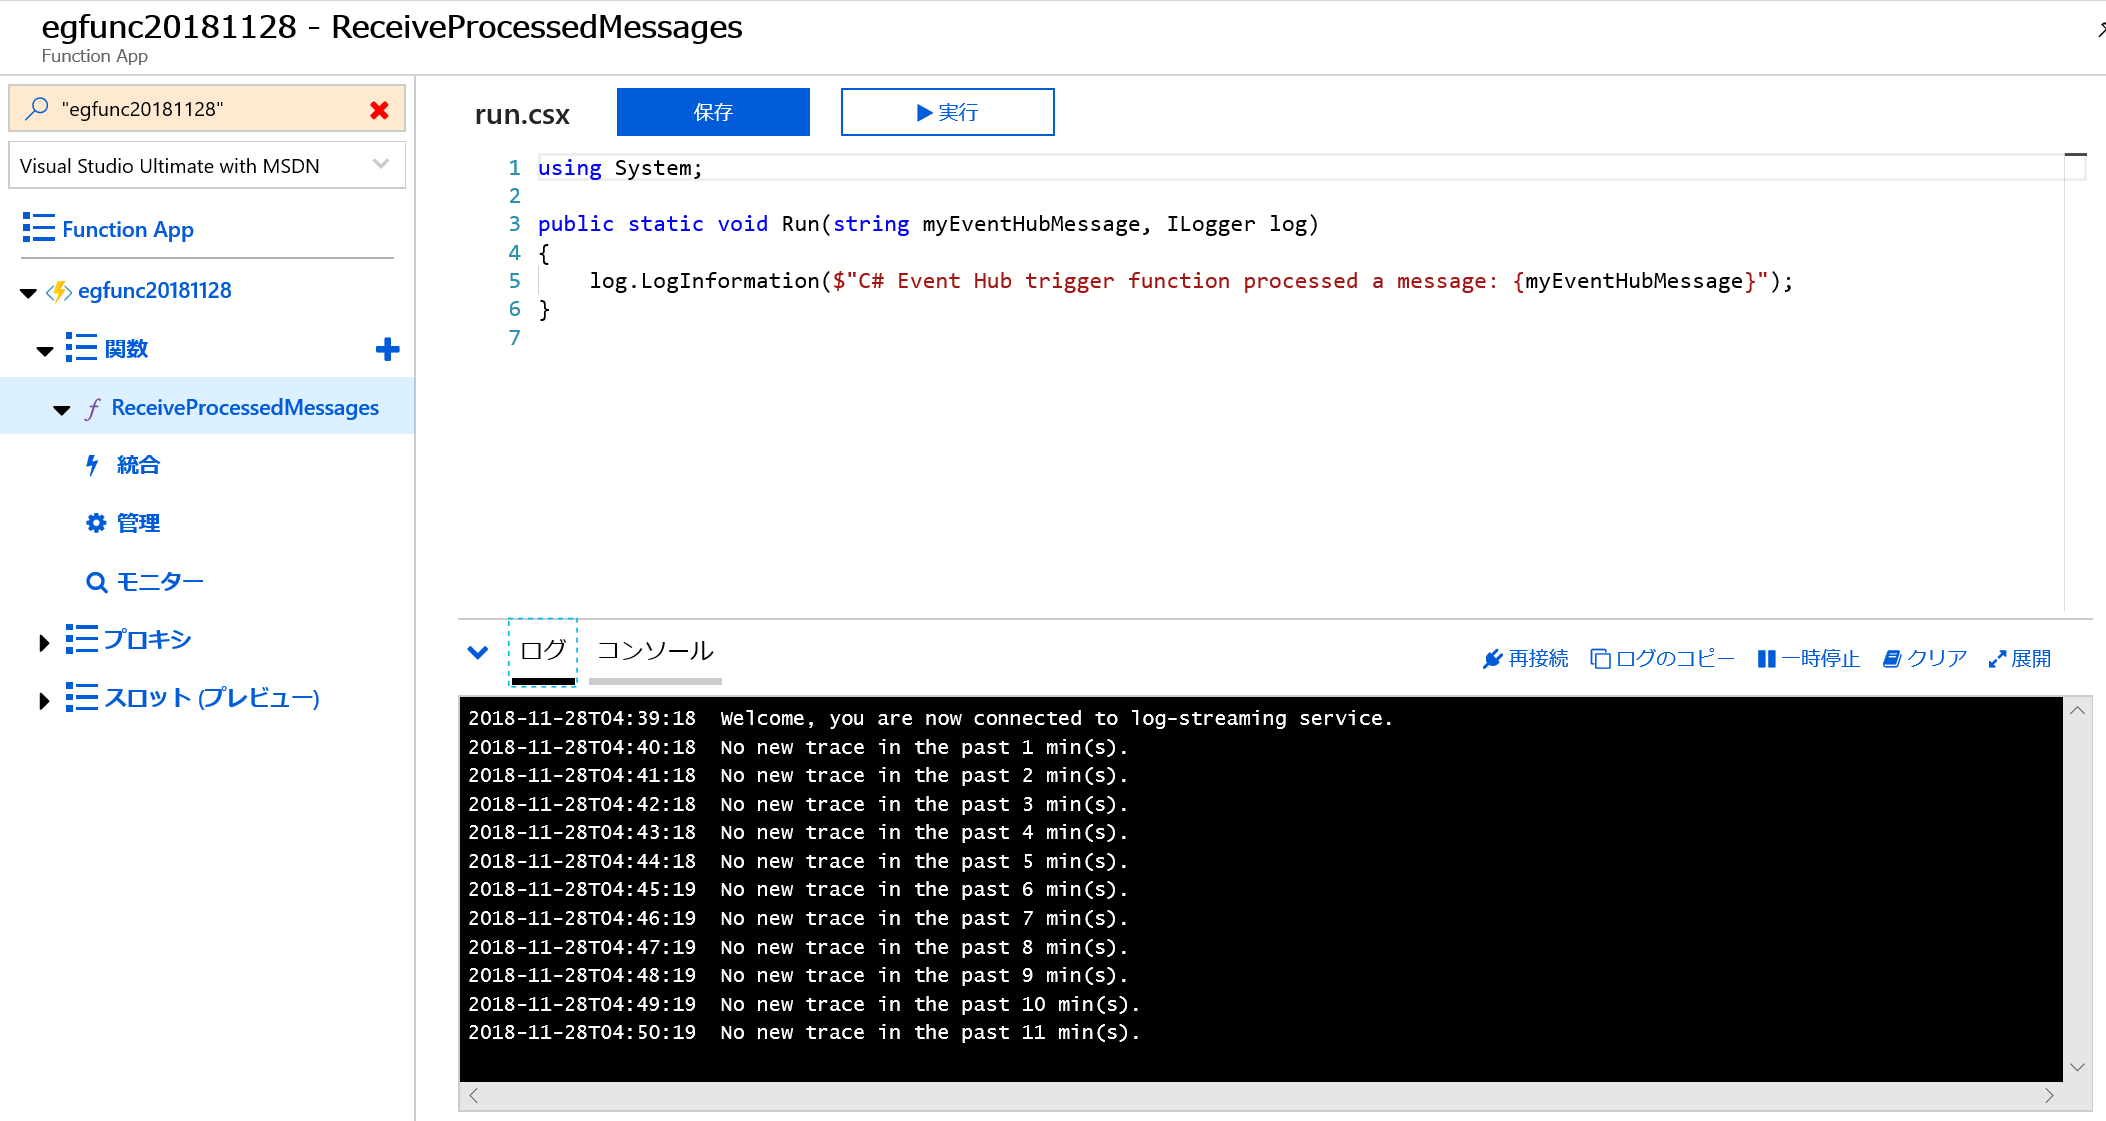 egfunc20181128 - ReceiveProcessedMessages
Function App
"egfunc20181128"
Visual Studio Ultimate with MSDN
Function App
egfunc20181128
関数
ReceiveProcessedMessages
統合
管理
モニター
プロキシ
スロット (プレビュー)
run.csx
保存
実行
1 using System;
2
3 public static void Run(string myEventHubMessage, ILogger log)
4 {
5 log.LogInformation($"C# Event Hub trigger function processed a message: {myEventHubMessage}");
6 }
7
ログ コンソール
再接続 ログのコピー 一時停止 クリア 展開
2018-11-28T04:39:18 Welcome, you are now connected to log-streaming service.
2018-11-28T04:40:18 No new trace in the past 1 min(s).
2018-11-28T04:41:18 No new trace in the past 2 min(s).
2018-11-28T04:42:18 No new trace in the past 3 min(s).
2018-11-28T04:43:18 No new trace in the past 4 min(s).
2018-11-28T04:44:18 No new trace in the past 5 min(s).
2018-11-28T04:45:19 No new trace in the past 6 min(s).
2018-11-28T04:46:19 No new trace in the past 7 min(s).
2018-11-28T04:47:19 No new trace in the past 8 min(s).
2018-11-28T04:48:19 No new trace in the past 9 min(s).
2018-11-28T04:49:19 No new trace in the past 10 min(s).
2018-11-28T04:50:19 No new trace in the past 11 min(s).